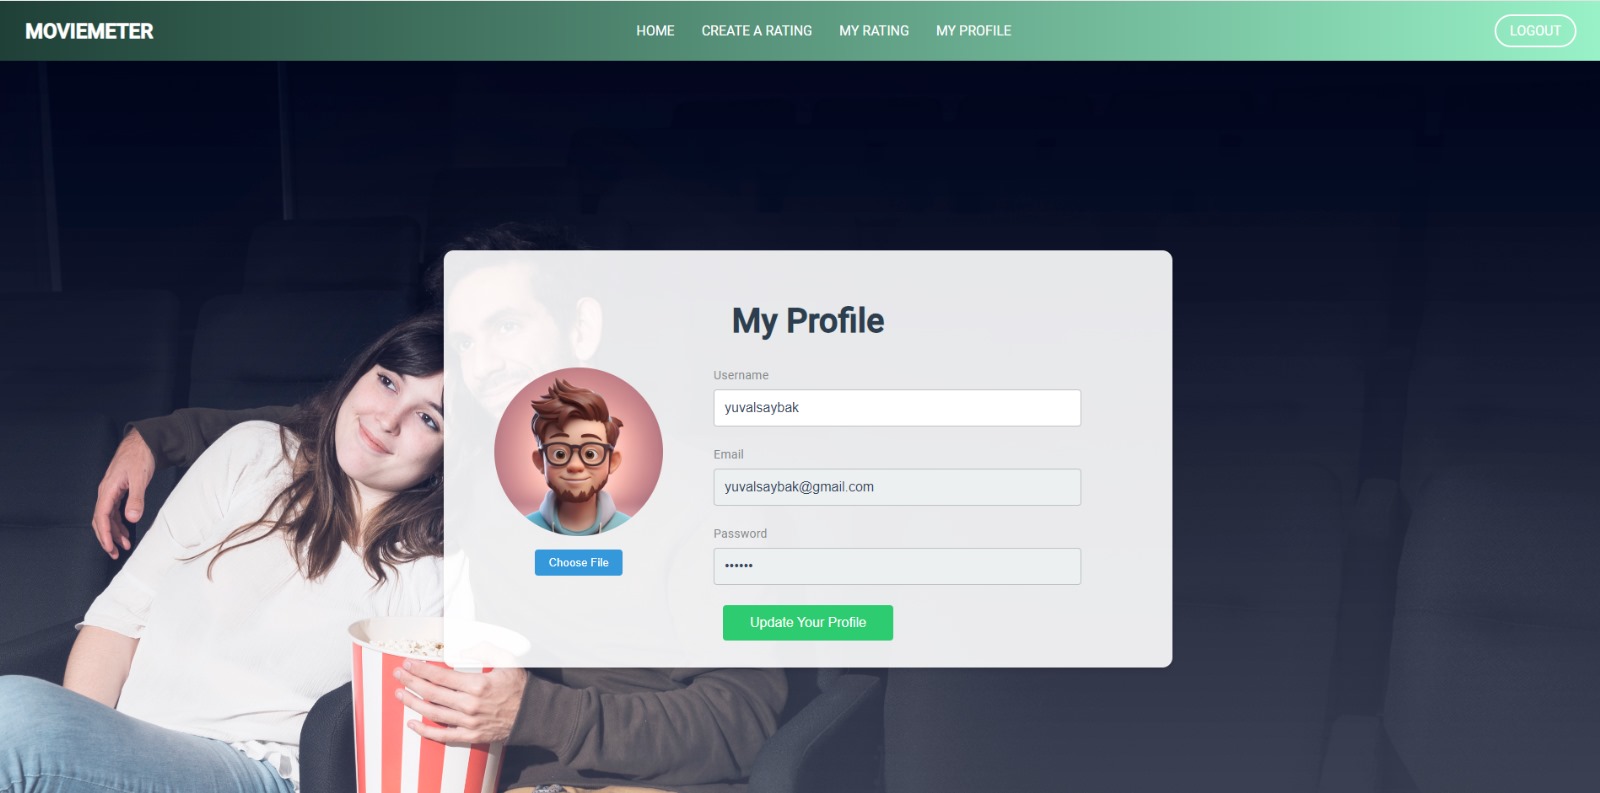 MOVIEMETER
HOME
CREATE A RATING
MY RATING
MY PROFILE
LOGOUT
My Profile
Username
yuvalsaybak
Email
yuvalsaybak@gmail.com
Password
••••••
Choose File
Update Your Profile